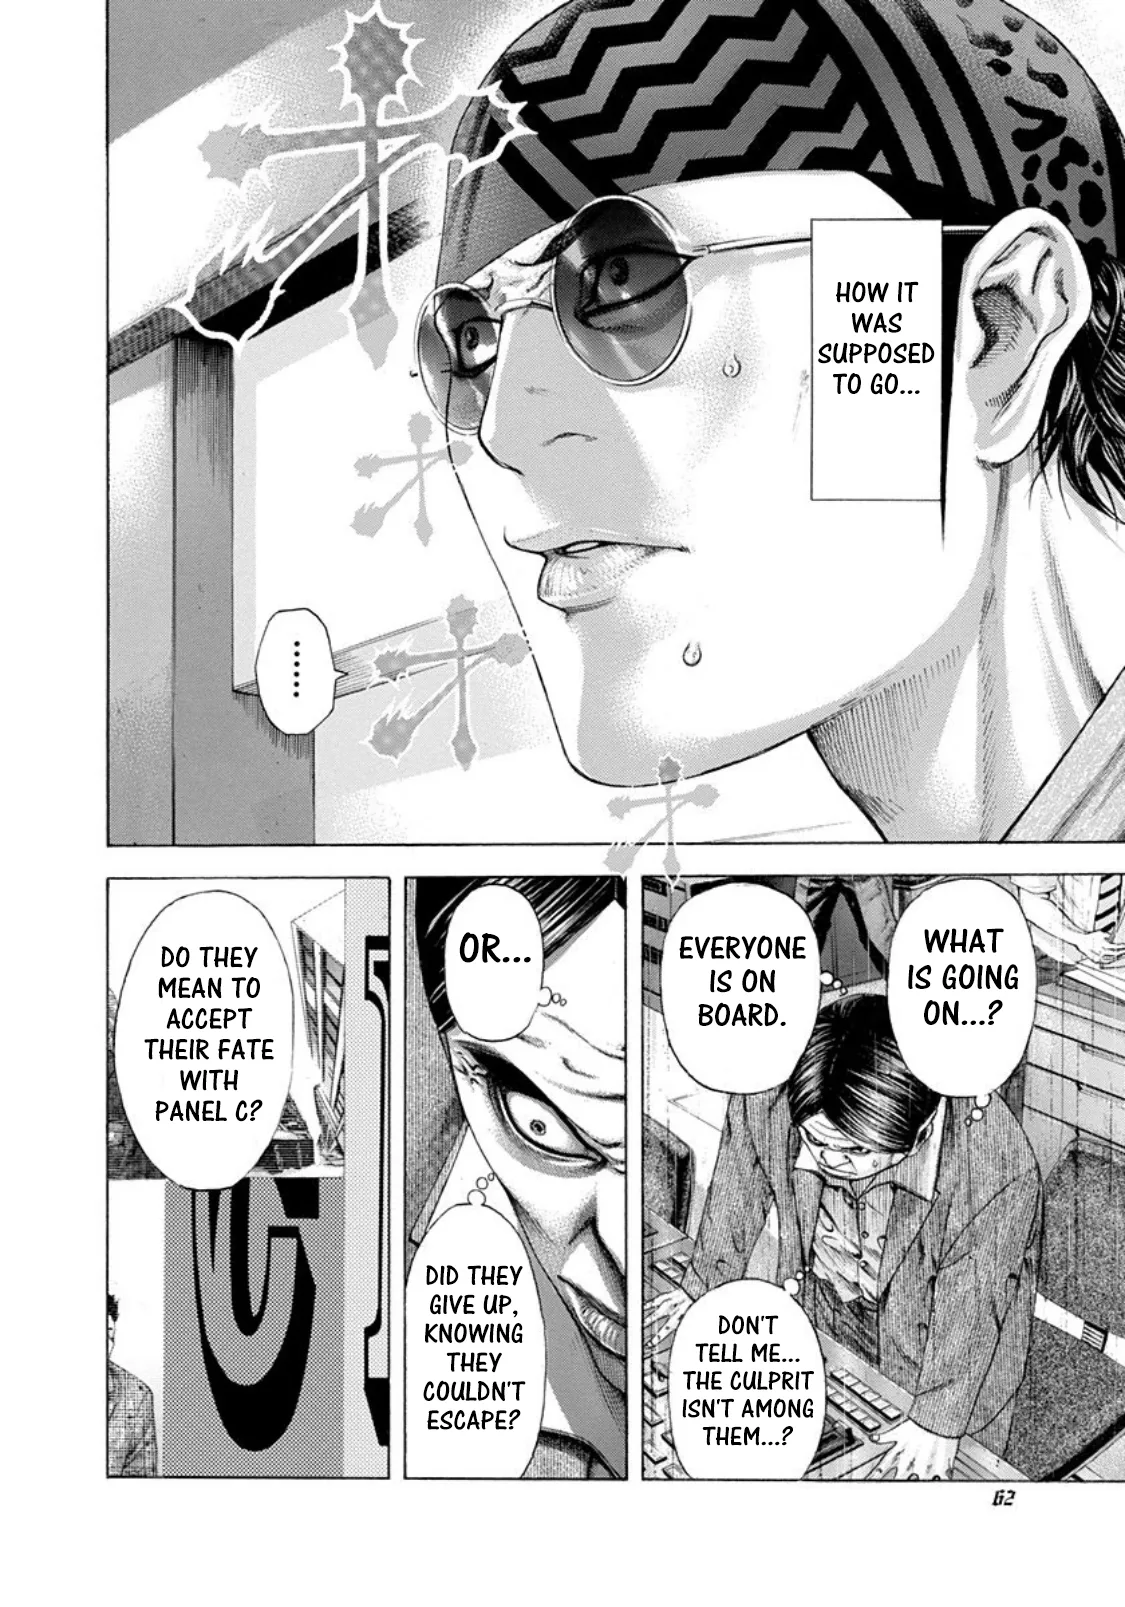 HOW IT
WAS
SUPPOSED
TO GO...
......
WHAT
IS GOING
ON...?
EVERYONE
IS ON
BOARD.
DON'T
TELL ME...
THE CULPRIT
ISN'T AMONG
THEM...?
OR...
DID THEY
GIVE UP,
KNOWING
THEY
COULDN'T
ESCAPE?
DO THEY
MEAN TO
ACCEPT
THEIR FATE
WITH
PANEL C?
C
62